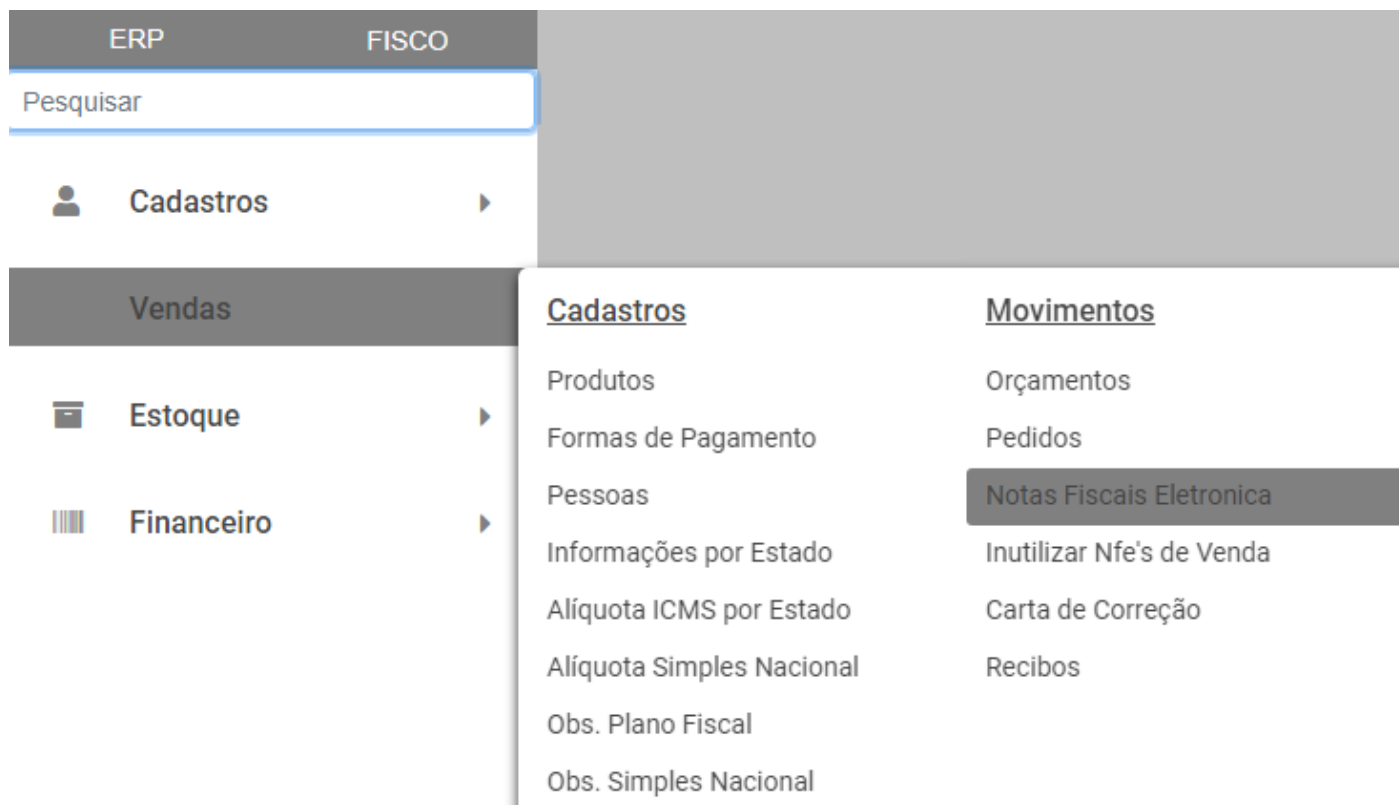 ERP FISCO
Pesquisar
Cadastros
Vendas
Estoque
Financeiro
Cadastros
Produtos
Formas de Pagamento
Pessoas
Informações por Estado
Alíquota ICMS por Estado
Alíquota Simples Nacional
Obs. Plano Fiscal
Obs. Simples Nacional
Movimentos
Orçamentos
Pedidos
Notas Fiscais Eletronica
Inutilizar Nfe's de Venda
Carta de Correção
Recibos